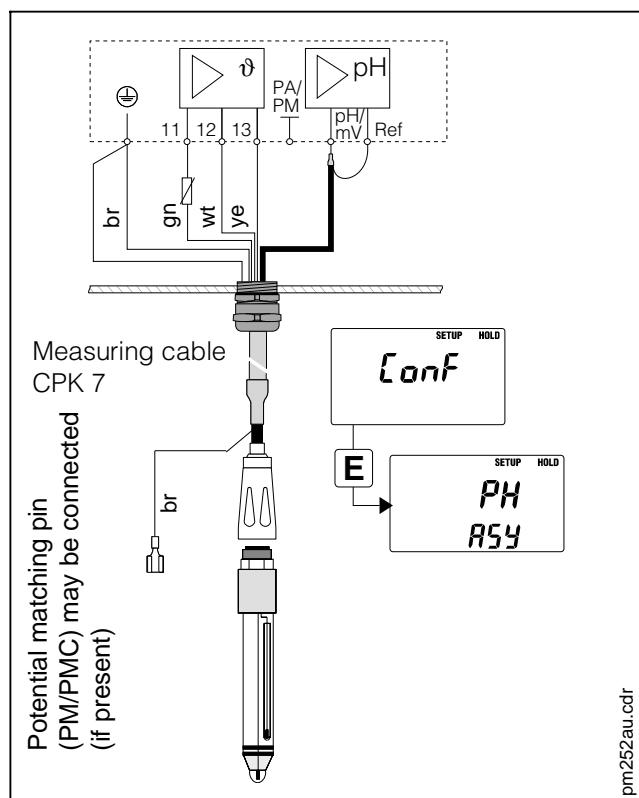 ϑ
pH
PA/
PM
pH/
mV
Ref
11
12
13
br
gn
wt
ye
Measuring cable
CPK 7
SETUP HOLD
ConF
E
SETUP HOLD
PH
ASY
br
Potential matching pin
(PM/PMC) may be connected
(if present)
pm252au.cdr